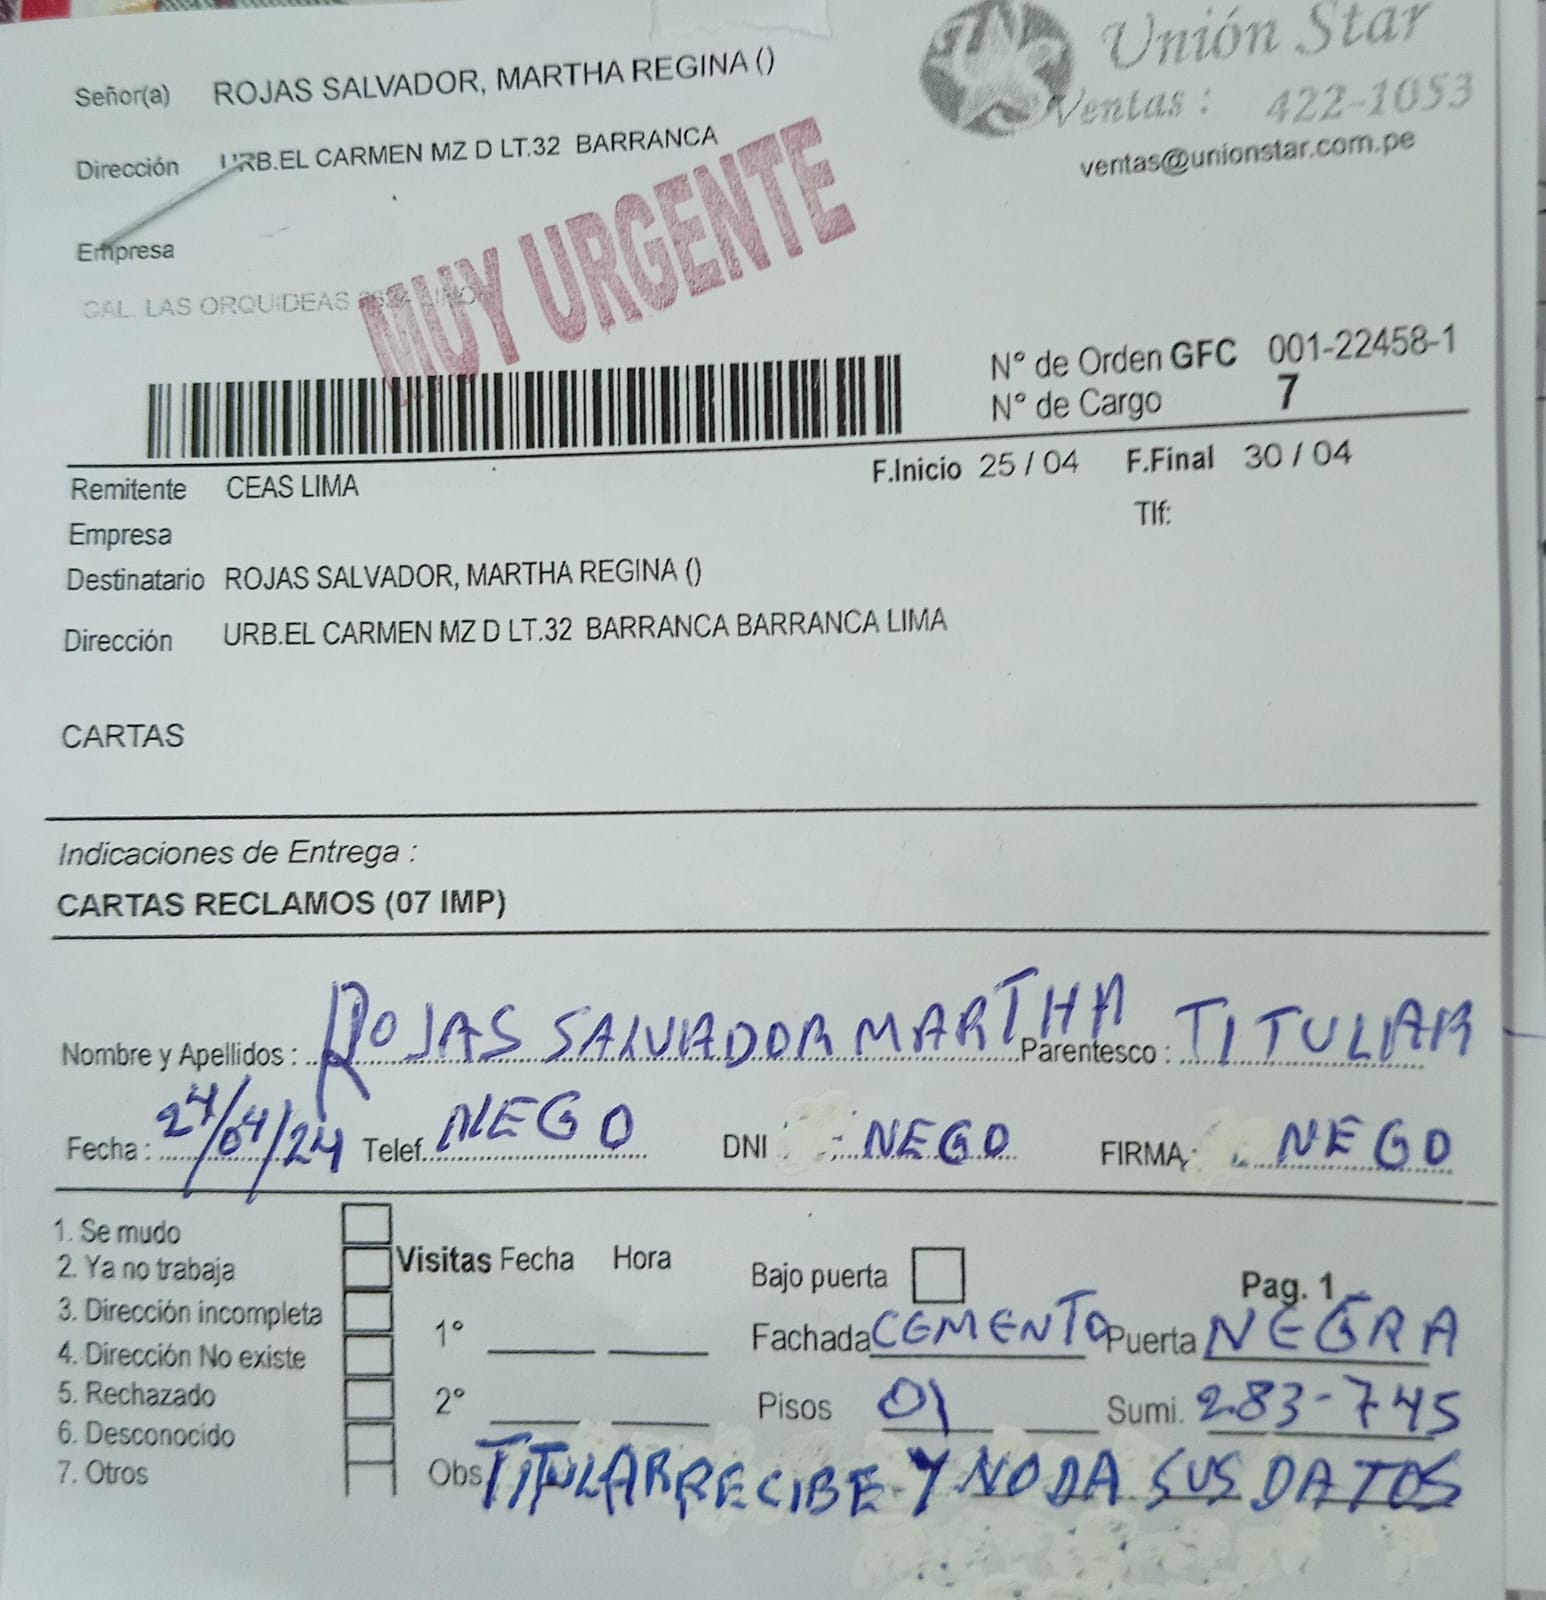 Unión Star
Señor(a) ROJAS SALVADOR, MARTHA REGINA ()
Ventas : 422-1053
ventas@unionstar.com.pe
Dirección URB.EL CARMEN MZ D LT.32 BARRANCA
Empresa
MUY URGENTE
CAL. LAS ORQUIDEAS
N° de Orden GFC 001-22458-1
N° de Cargo 7
F.Inicio 25 / 04 F.Final 30 / 04
Remitente CEAS LIMA
Tlf:
Empresa
Destinatario ROJAS SALVADOR, MARTHA REGINA ()
Dirección URB.EL CARMEN MZ D LT.32 BARRANCA BARRANCA LIMA
CARTAS
Indicaciones de Entrega :
CARTAS RECLAMOS (07 IMP)
Nombre y Apellidos : ROJAS SALVADOR MARTHA Parentesco : TITULAR
Fecha : 24/04/24 Telef. NEGO DNI : NEGO FIRMA: NEGO
1. Se mudo
2. Ya no trabaja
3. Dirección incompleta
4. Dirección No existe
5. Rechazado
6. Desconocido
7. Otros
Visitas Fecha Hora
1°
2°
Bajo puerta Pag. 1
Fachada CEMENTO Puerta NEGRA
Pisos 01 Sumi. 283-745
Obs TITULAR RECIBE Y NO DA SUS DATOS